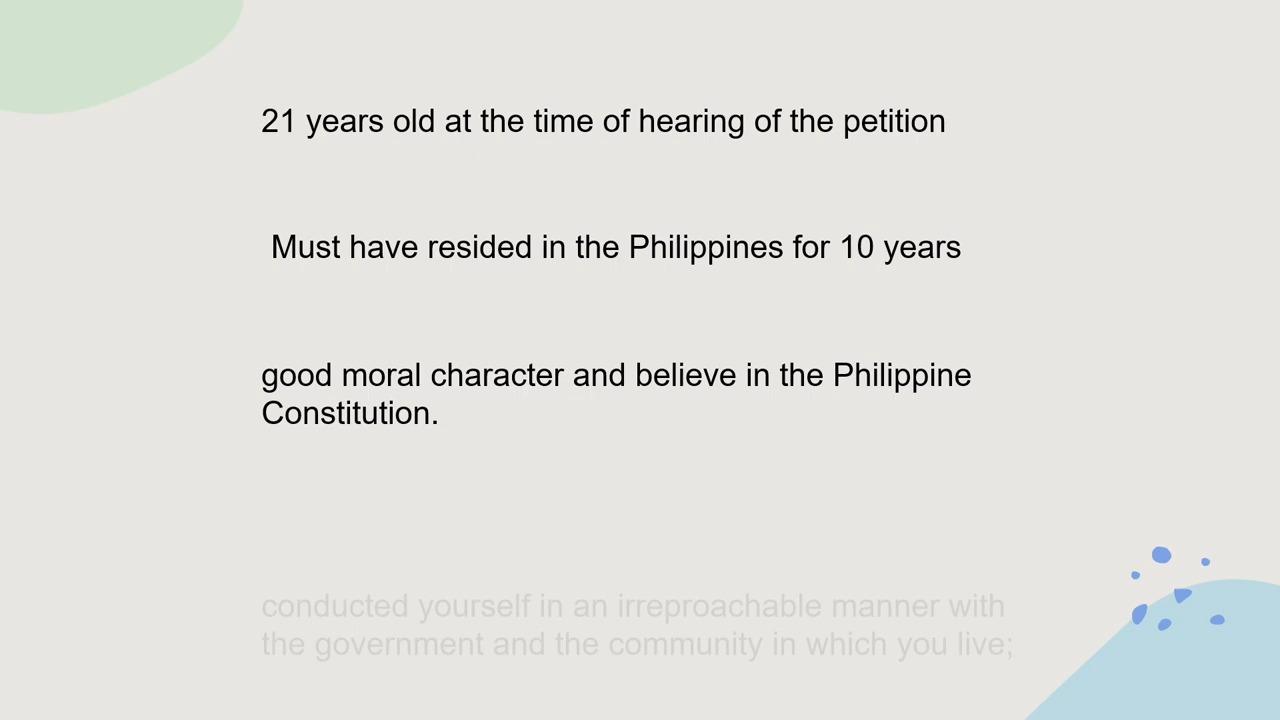 21 years old at the time of hearing of the petition
Must have resided in the Philippines for 10 years
good moral character and believe in the Philippine
Constitution.
conducted yourself in an irreproachable manner with
the government and the community in which you live;